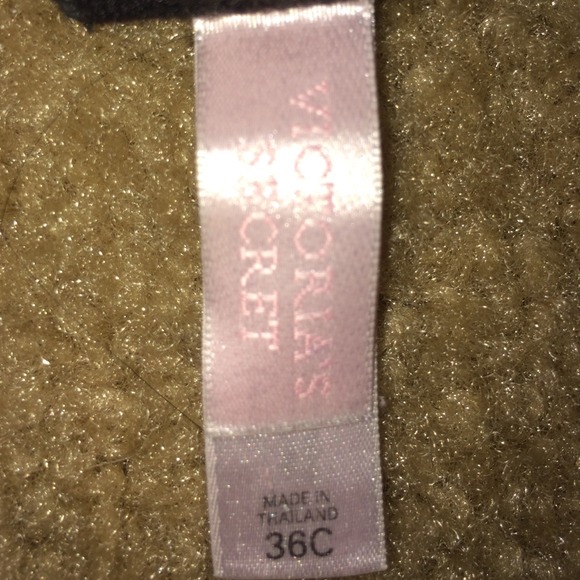 VICTORIA'S
SECRET
MADE IN
THAILAND
36C